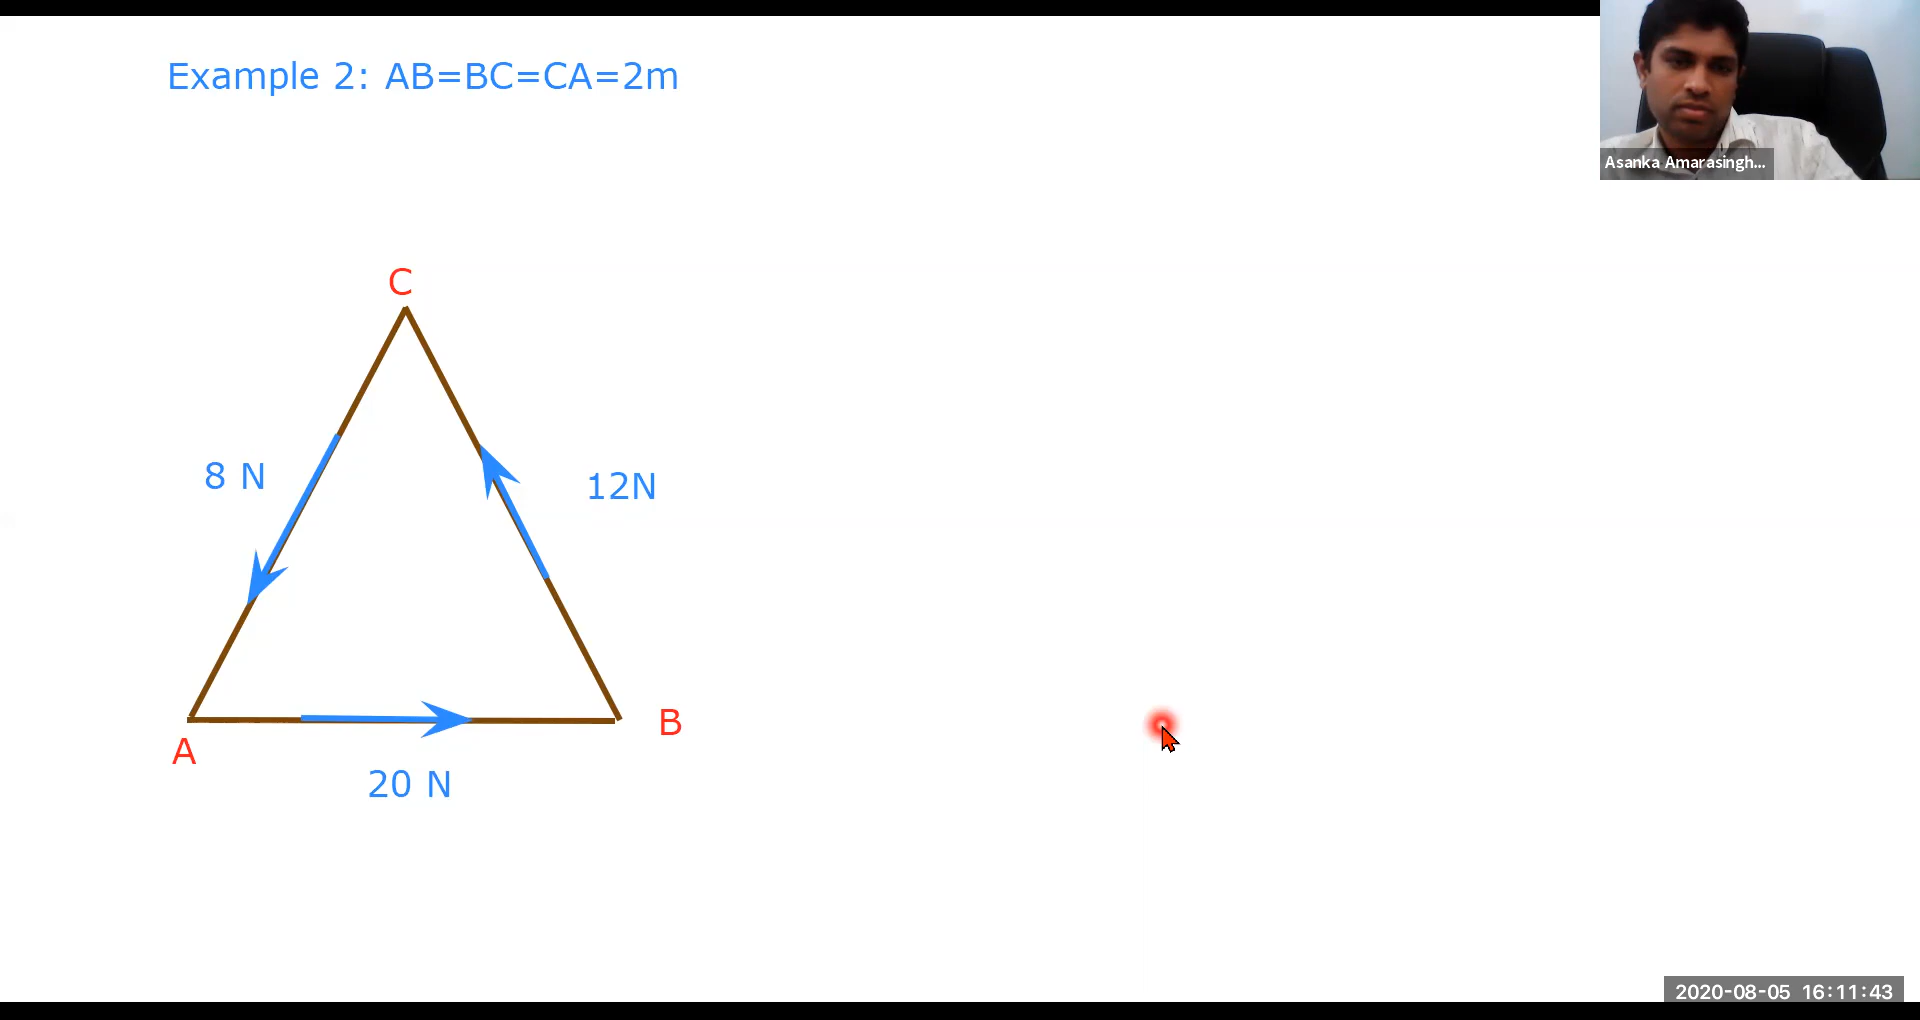 Example 2: AB=BC=CA=2m
Asanka Amarasingh...
C
8 N
12N
A
B
20 N
2020-08-05 16:11:43